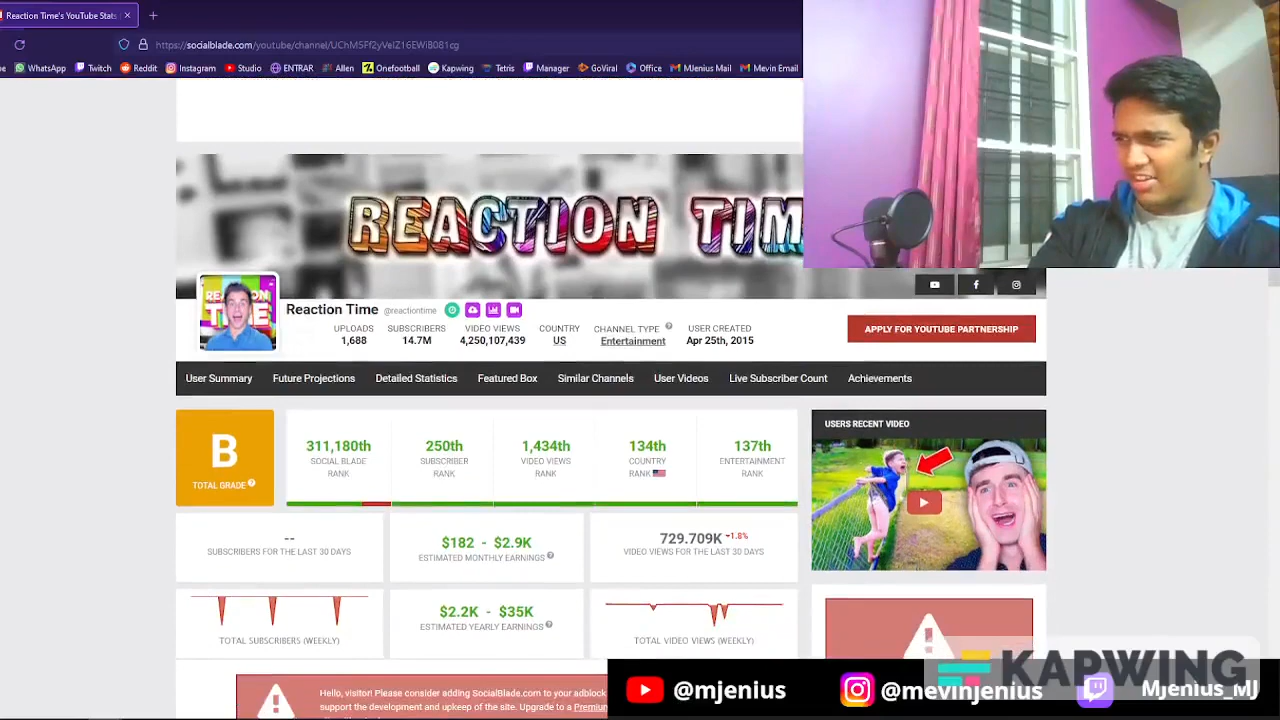 Reaction Time's YouTube Stats
https://socialblade.com/youtube/channel/UChM5Ff2yVeIZ16EWiB081cg
WhatsApp Twitch Reddit Instagram Studio ENTRAR Allen Onefootball Kapwing Tetris Manager GoViral Office MJenius Mail Mevin Email
REACTION TIM
REACTION
TIME
Reaction Time @reactiontime
UPLOADS SUBSCRIBERS VIDEO VIEWS COUNTRY CHANNEL TYPE USER CREATED
1,688 14.7M 4,250,107,439 US Entertainment Apr 25th, 2015
APPLY FOR YOUTUBE PARTNERSHIP
User Summary Future Projections Detailed Statistics Featured Box Similar Channels User Videos Live Subscriber Count Achievements
B
TOTAL GRADE
311,180th 250th 1,434th 134th 137th
SOCIAL BLADE SUBSCRIBER VIDEO VIEWS COUNTRY ENTERTAINMENT
RANK RANK RANK RANK RANK
USERS RECENT VIDEO
-- $182 - $2.9K 729.709K -1.8%
SUBSCRIBERS FOR THE LAST 30 DAYS ESTIMATED MONTHLY EARNINGS VIDEO VIEWS FOR THE LAST 30 DAYS
$2.2K - $35K
TOTAL SUBSCRIBERS (WEEKLY) ESTIMATED YEARLY EARNINGS TOTAL VIDEO VIEWS (WEEKLY)
Hello, visitor! Please consider adding SocialBlade.com to your adblock
support the development and upkeep of the site. Upgrade to a Premium
KAPWING
@mjenius @mevinjenius Mjenius_MJ